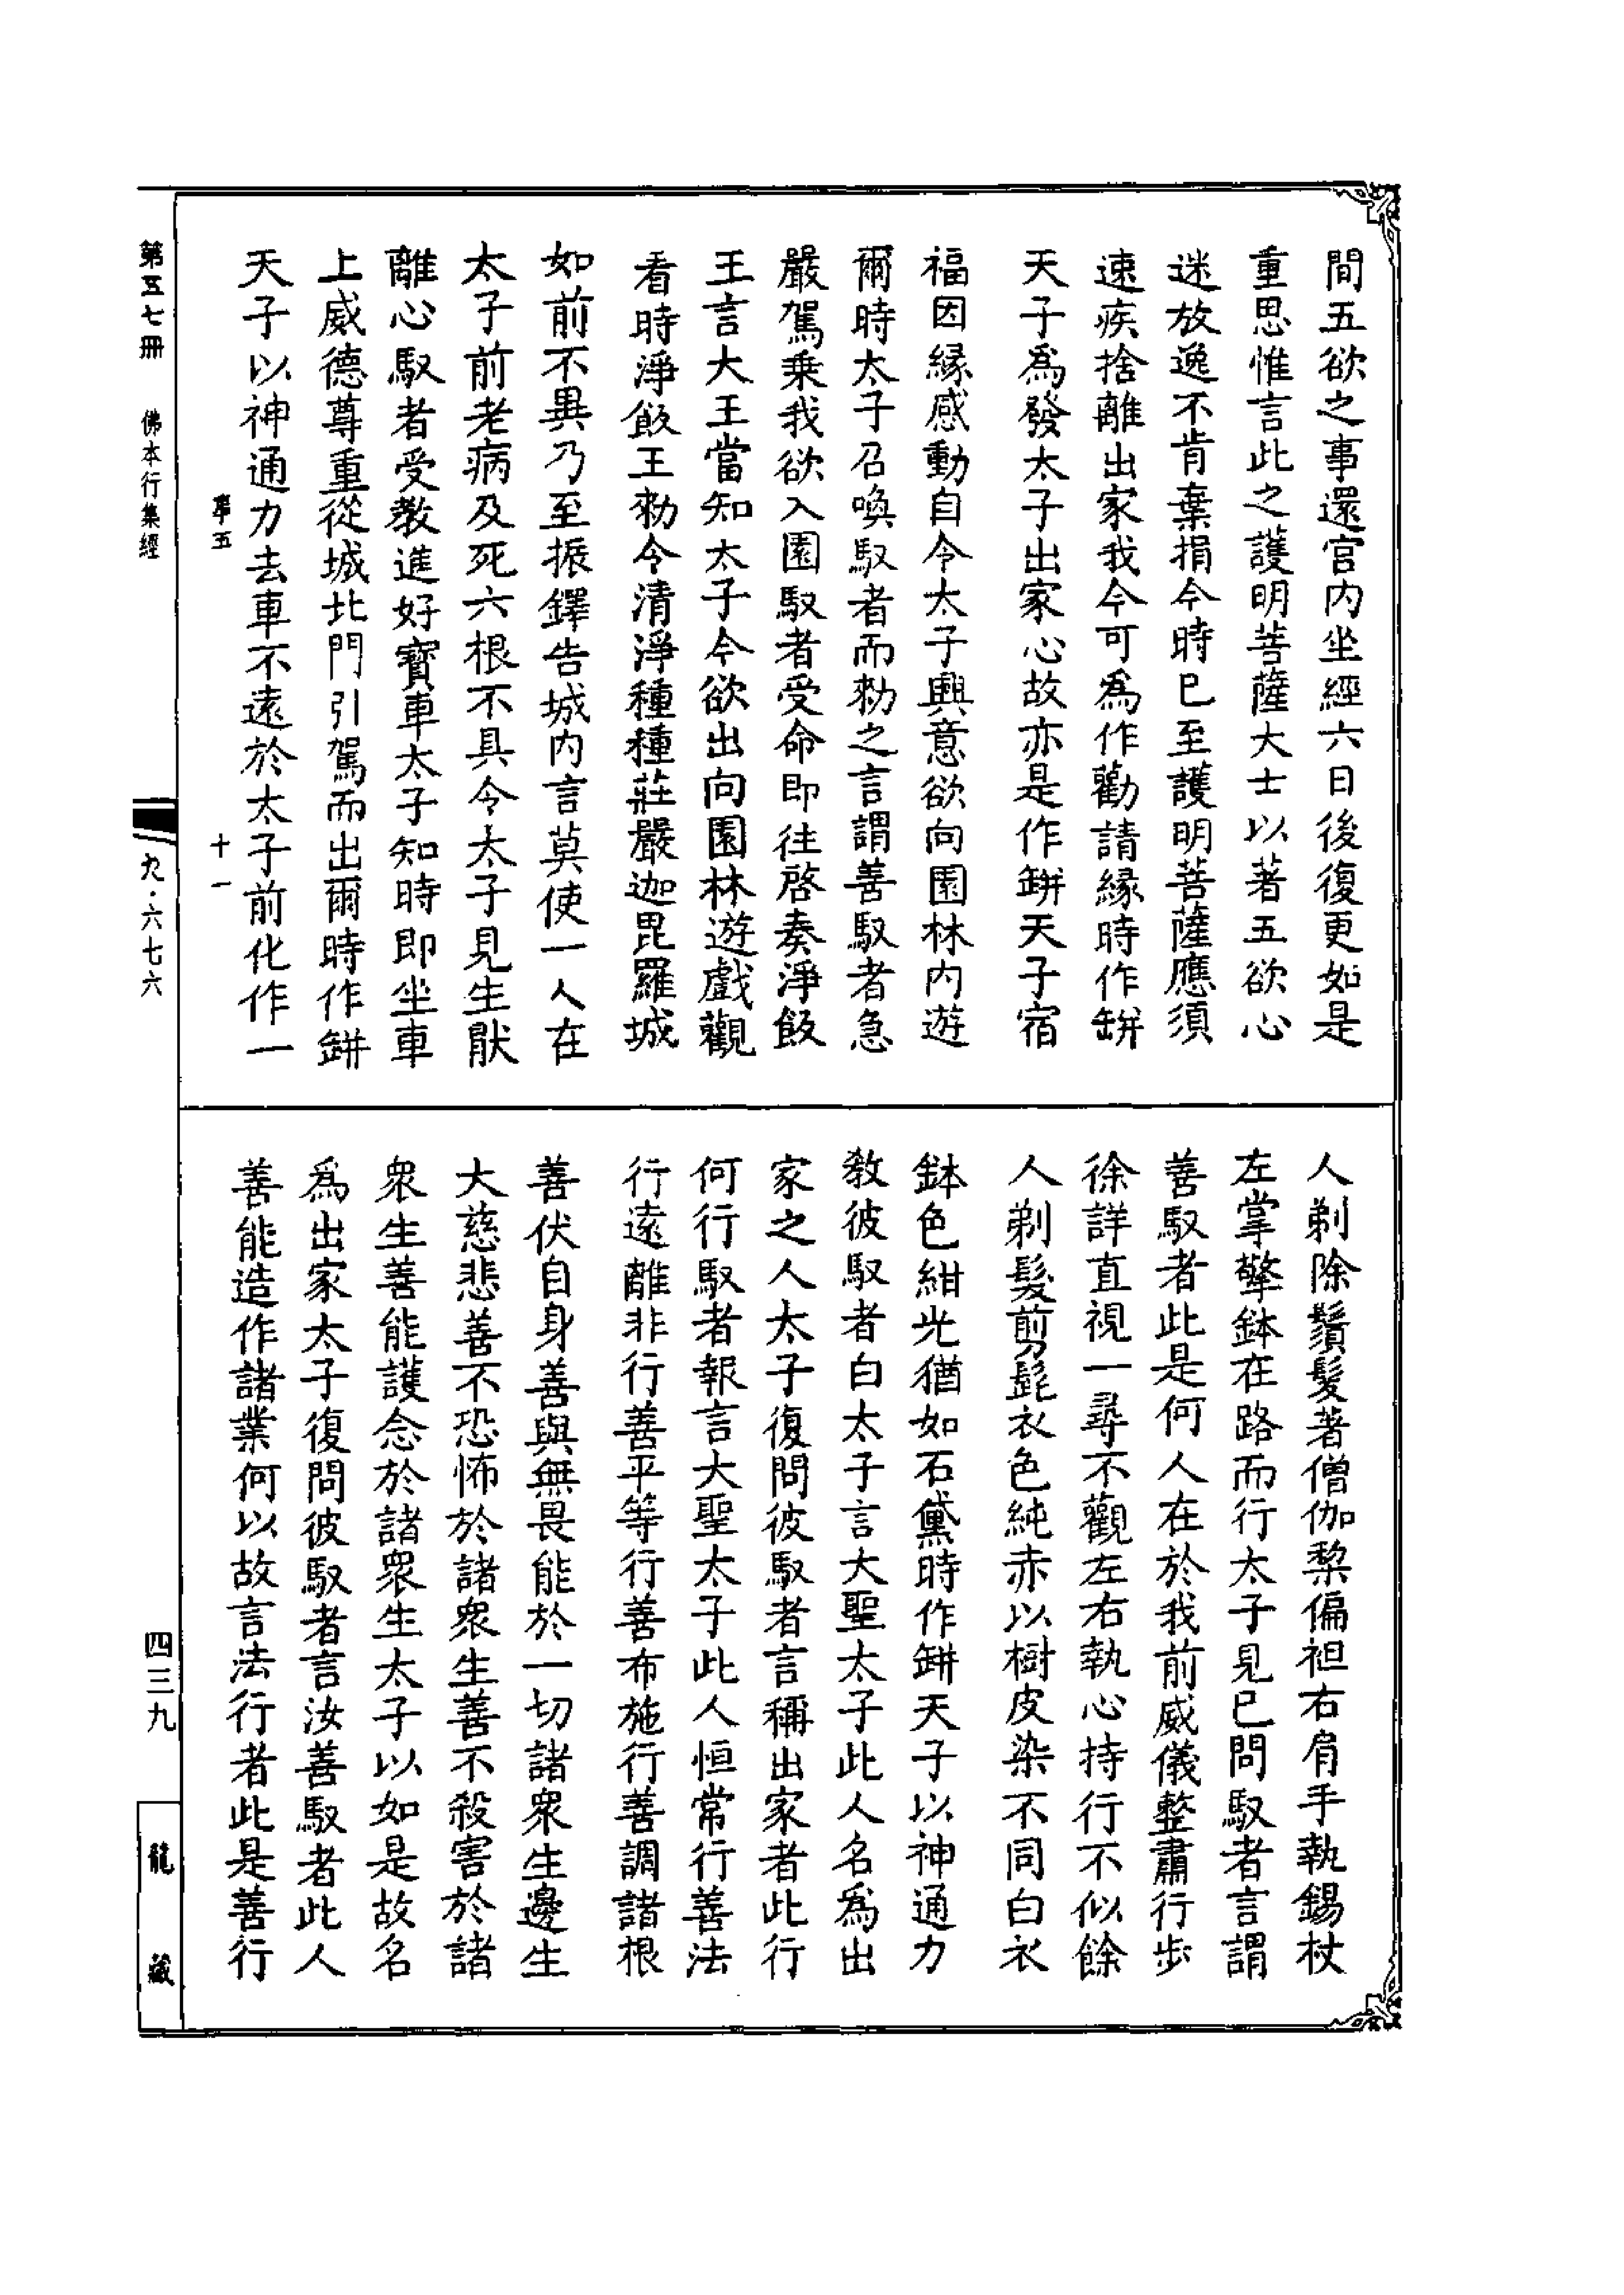 間五欲之事還宮內坐經六日後復更如是
重思惟言此之護明菩薩大士以著五欲心
迷放逸不肯棄捐今時已至護明菩薩應須
速疾捨離出家我今可為作勸請緣時作缾
天子為發太子出家心故亦是作缾天子宿
福因緣感動自令太子興意欲向園林內遊
爾時太子召喚馭者而勑之言謂善馭者急
嚴駕乗我欲入園馭者受命即往啓奏淨飯
王言大王當知太子今欲出向園林遊戲觀
看時淨飯王勑令清淨種種莊嚴迦毘羅城
如前不異乃至振鐸告城內言莫使一人在
太子前老病及死六根不具令太子見生猒
離心馭者受教進好寶車太子知時即坐車
上威德尊重從城北門引駕而出爾時作缾
天子以神通力去車不遠於太子前化作一
人剃除鬚髮著僧伽棃偏袒右肩手執錫杖
左掌擎鉢在路而行太子見已問馭者言謂
善馭者此是何人在於我前威儀整肅行步
徐詳直視一尋不觀左右執心持行不似餘
人剃髮剪髭衣色純赤以樹皮染不同白衣
鉢色紺光猶如石黛時作缾天子以神通力
教彼馭者白太子言大聖太子此人名為出
家之人太子復問彼馭者言稱出家者此行
何行馭者報言大聖太子此人恒常行善法
行遠離非行善平等行善布施行善調諸根
善伏自身善與無畏能於一切諸衆生邊生
大慈悲善不恐怖於諸衆生善不殺害於諸
衆生善能護念於諸衆生太子以如是故名
為出家太子復問彼馭者言汝善馭者此人
善能造作諸業何以故言法行者此是善行
第五七冊 佛本行集經
十一
九·六七六
四三九
龍藏